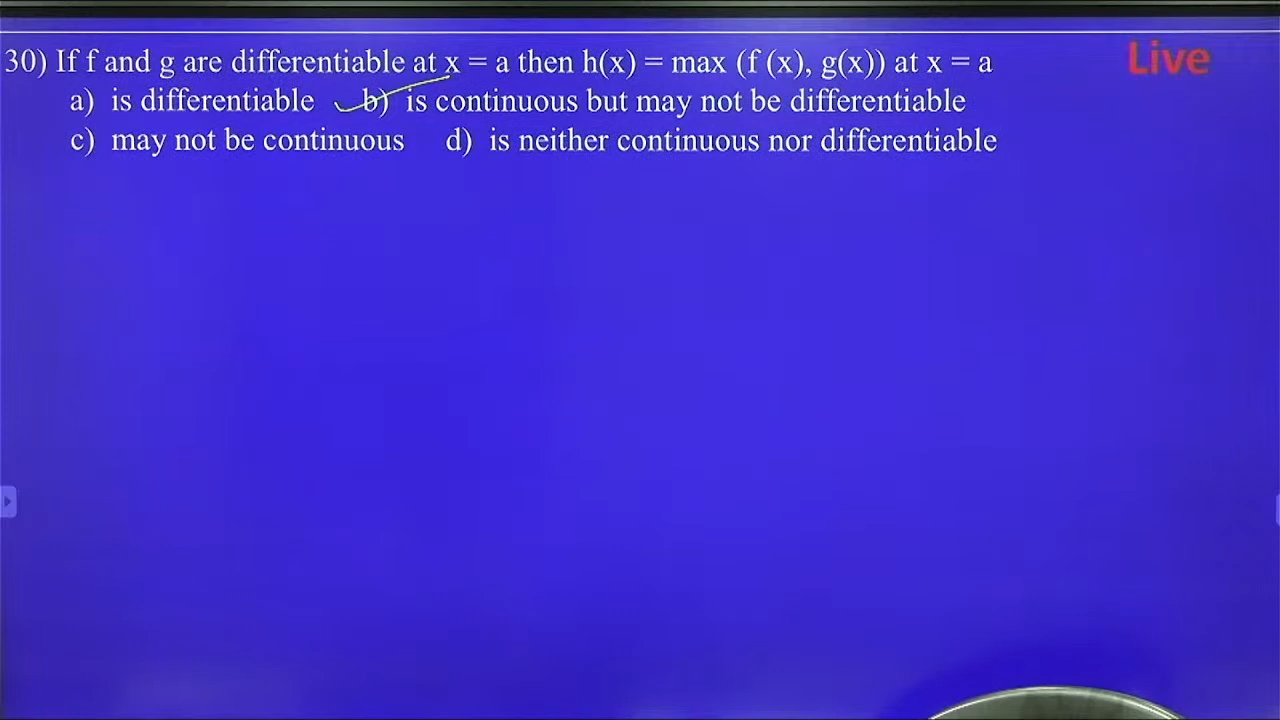 30) If f and g are differentiable at x = a then h(x) = max (f (x), g(x)) at x = a
Live
a) is differentiable b) is continuous but may not be differentiable
c) may not be continuous d) is neither continuous nor differentiable